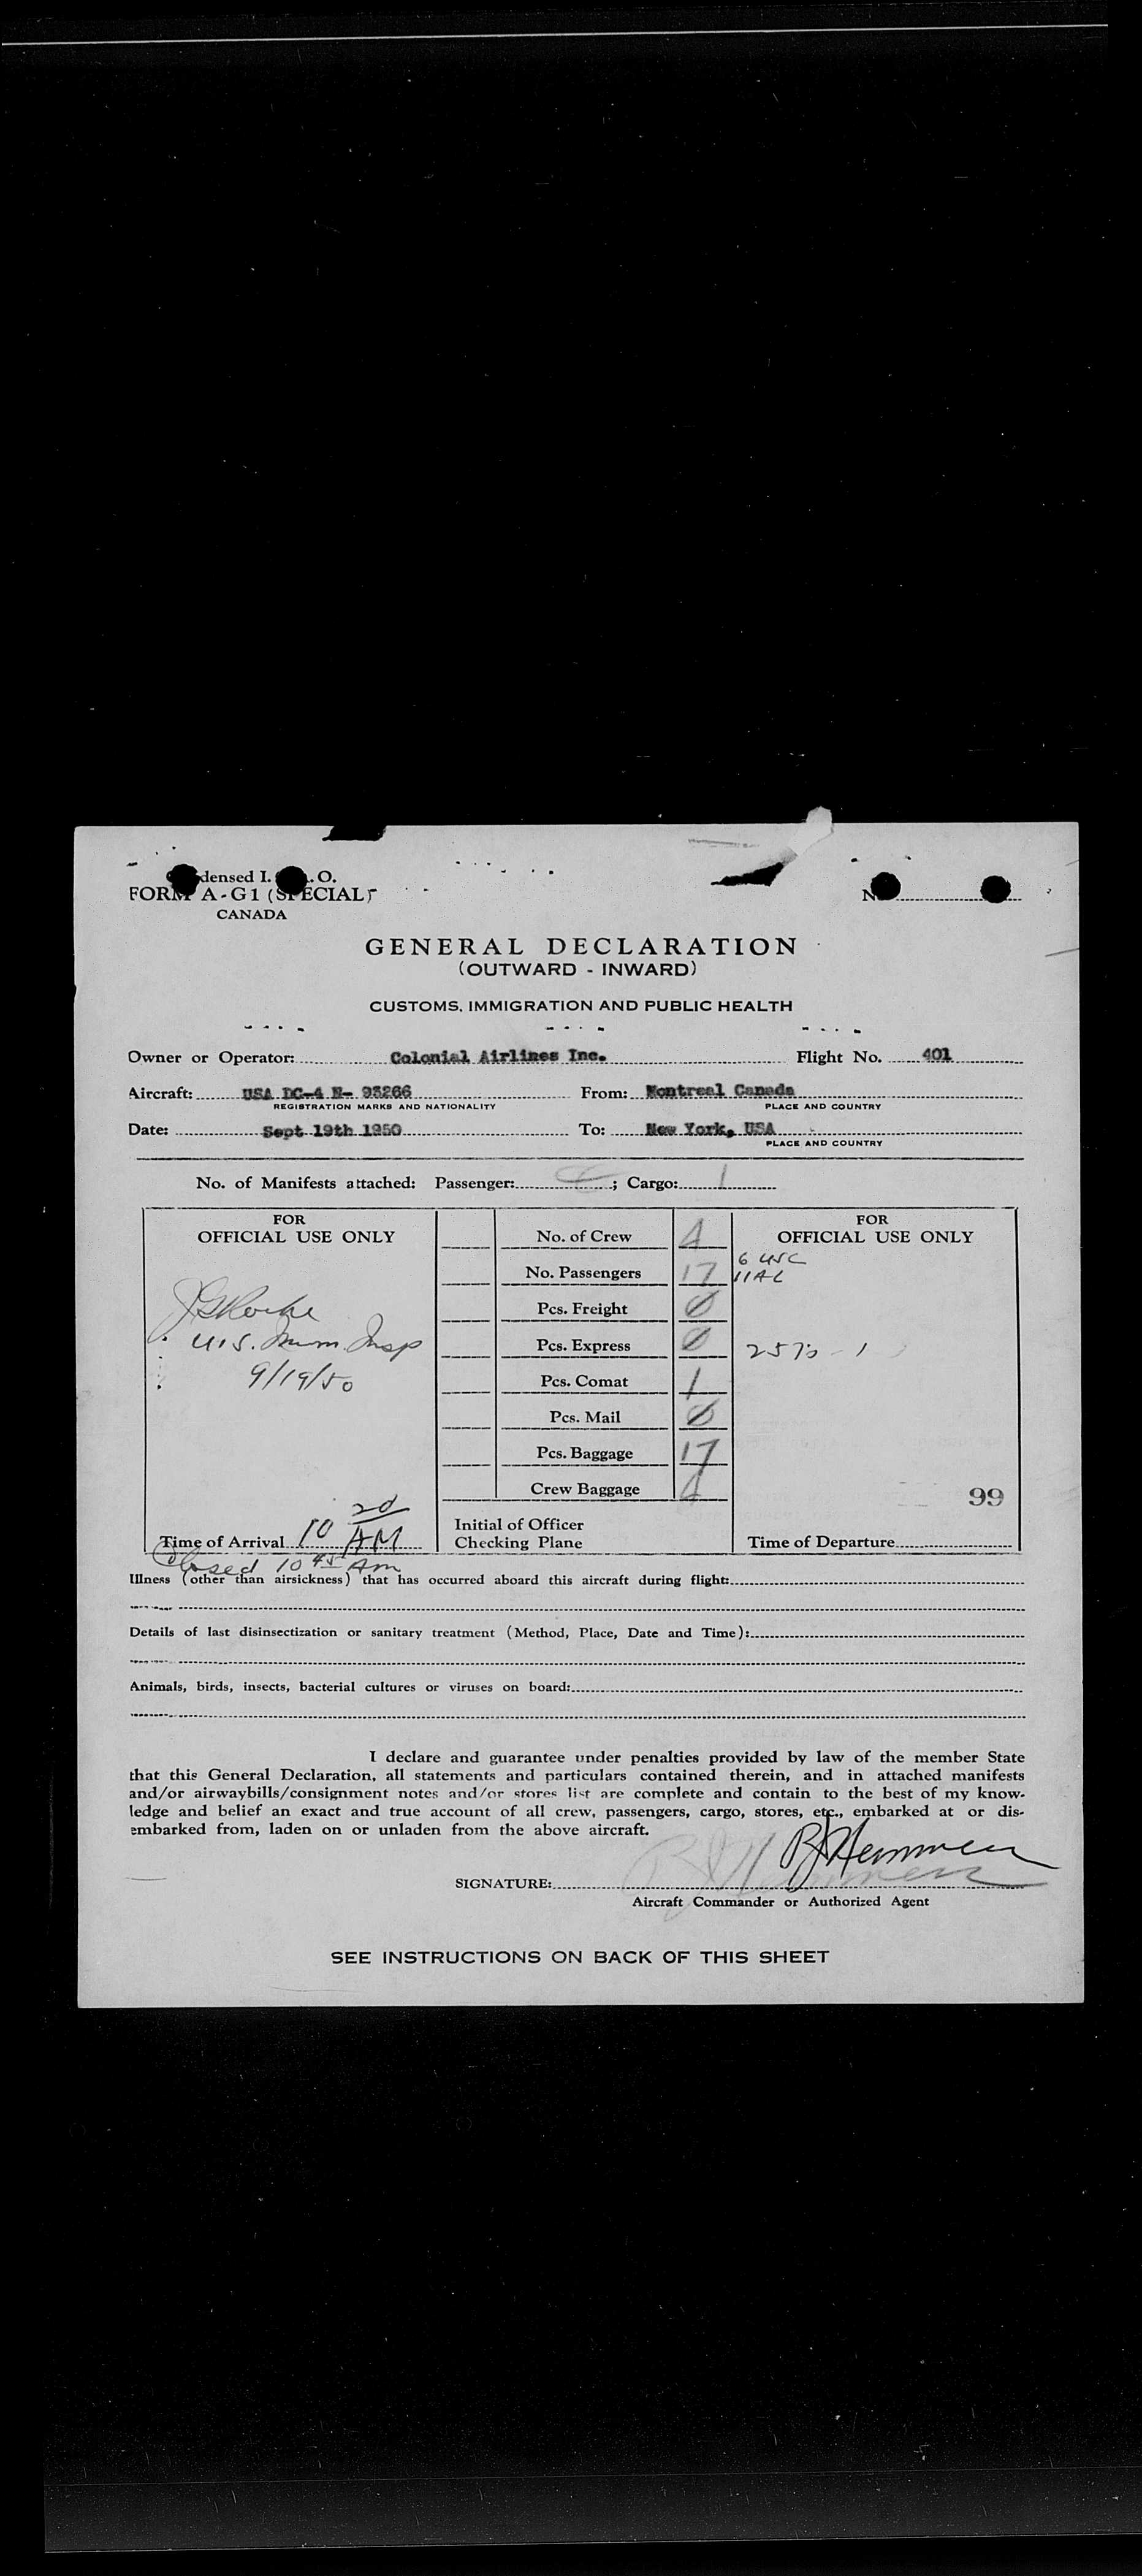 densed I. . O.
FORM A-G1 (SPECIAL)
CANADA
N
GENERAL DECLARATION
(OUTWARD - INWARD)
CUSTOMS, IMMIGRATION AND PUBLIC HEALTH
Owner or Operator: Colonial Airlines Inc. Flight No. 401
Aircraft: USA DC-4 N- 93266 From: Montreal Canada
REGISTRATION MARKS AND NATIONALITY PLACE AND COUNTRY
Date: Sept 19th 1950 To: New York, USA
PLACE AND COUNTRY
No. of Manifests attached: Passenger: ; Cargo: 1
FOR
OFFICIAL USE ONLY
U.S. Imm. Insp
9/19/50
Time of Arrival 10 20 AM
Closed 10 45 Am
No. of Crew 4
No. Passengers 17
Pcs. Freight 0
Pcs. Express 0
Pcs. Comat 1
Pcs. Mail 0
Pcs. Baggage 17
Crew Baggage 4
Initial of Officer
Checking Plane
FOR
OFFICIAL USE ONLY
6 USC
11 AL
99
Time of Departure
Illness (other than airsickness) that has occurred aboard this aircraft during flight:
Details of last disinsectization or sanitary treatment (Method, Place, Date and Time):
Animals, birds, insects, bacterial cultures or viruses on board:
I declare and guarantee under penalties provided by law of the member State
that this General Declaration, all statements and particulars contained therein, and in attached manifests
and/or airwaybills/consignment notes and/or stores list are complete and contain to the best of my know-
ledge and belief an exact and true account of all crew, passengers, cargo, stores, etc., embarked at or dis-
embarked from, laden on or unladen from the above aircraft.
SIGNATURE:
Aircraft Commander or Authorized Agent
SEE INSTRUCTIONS ON BACK OF THIS SHEET